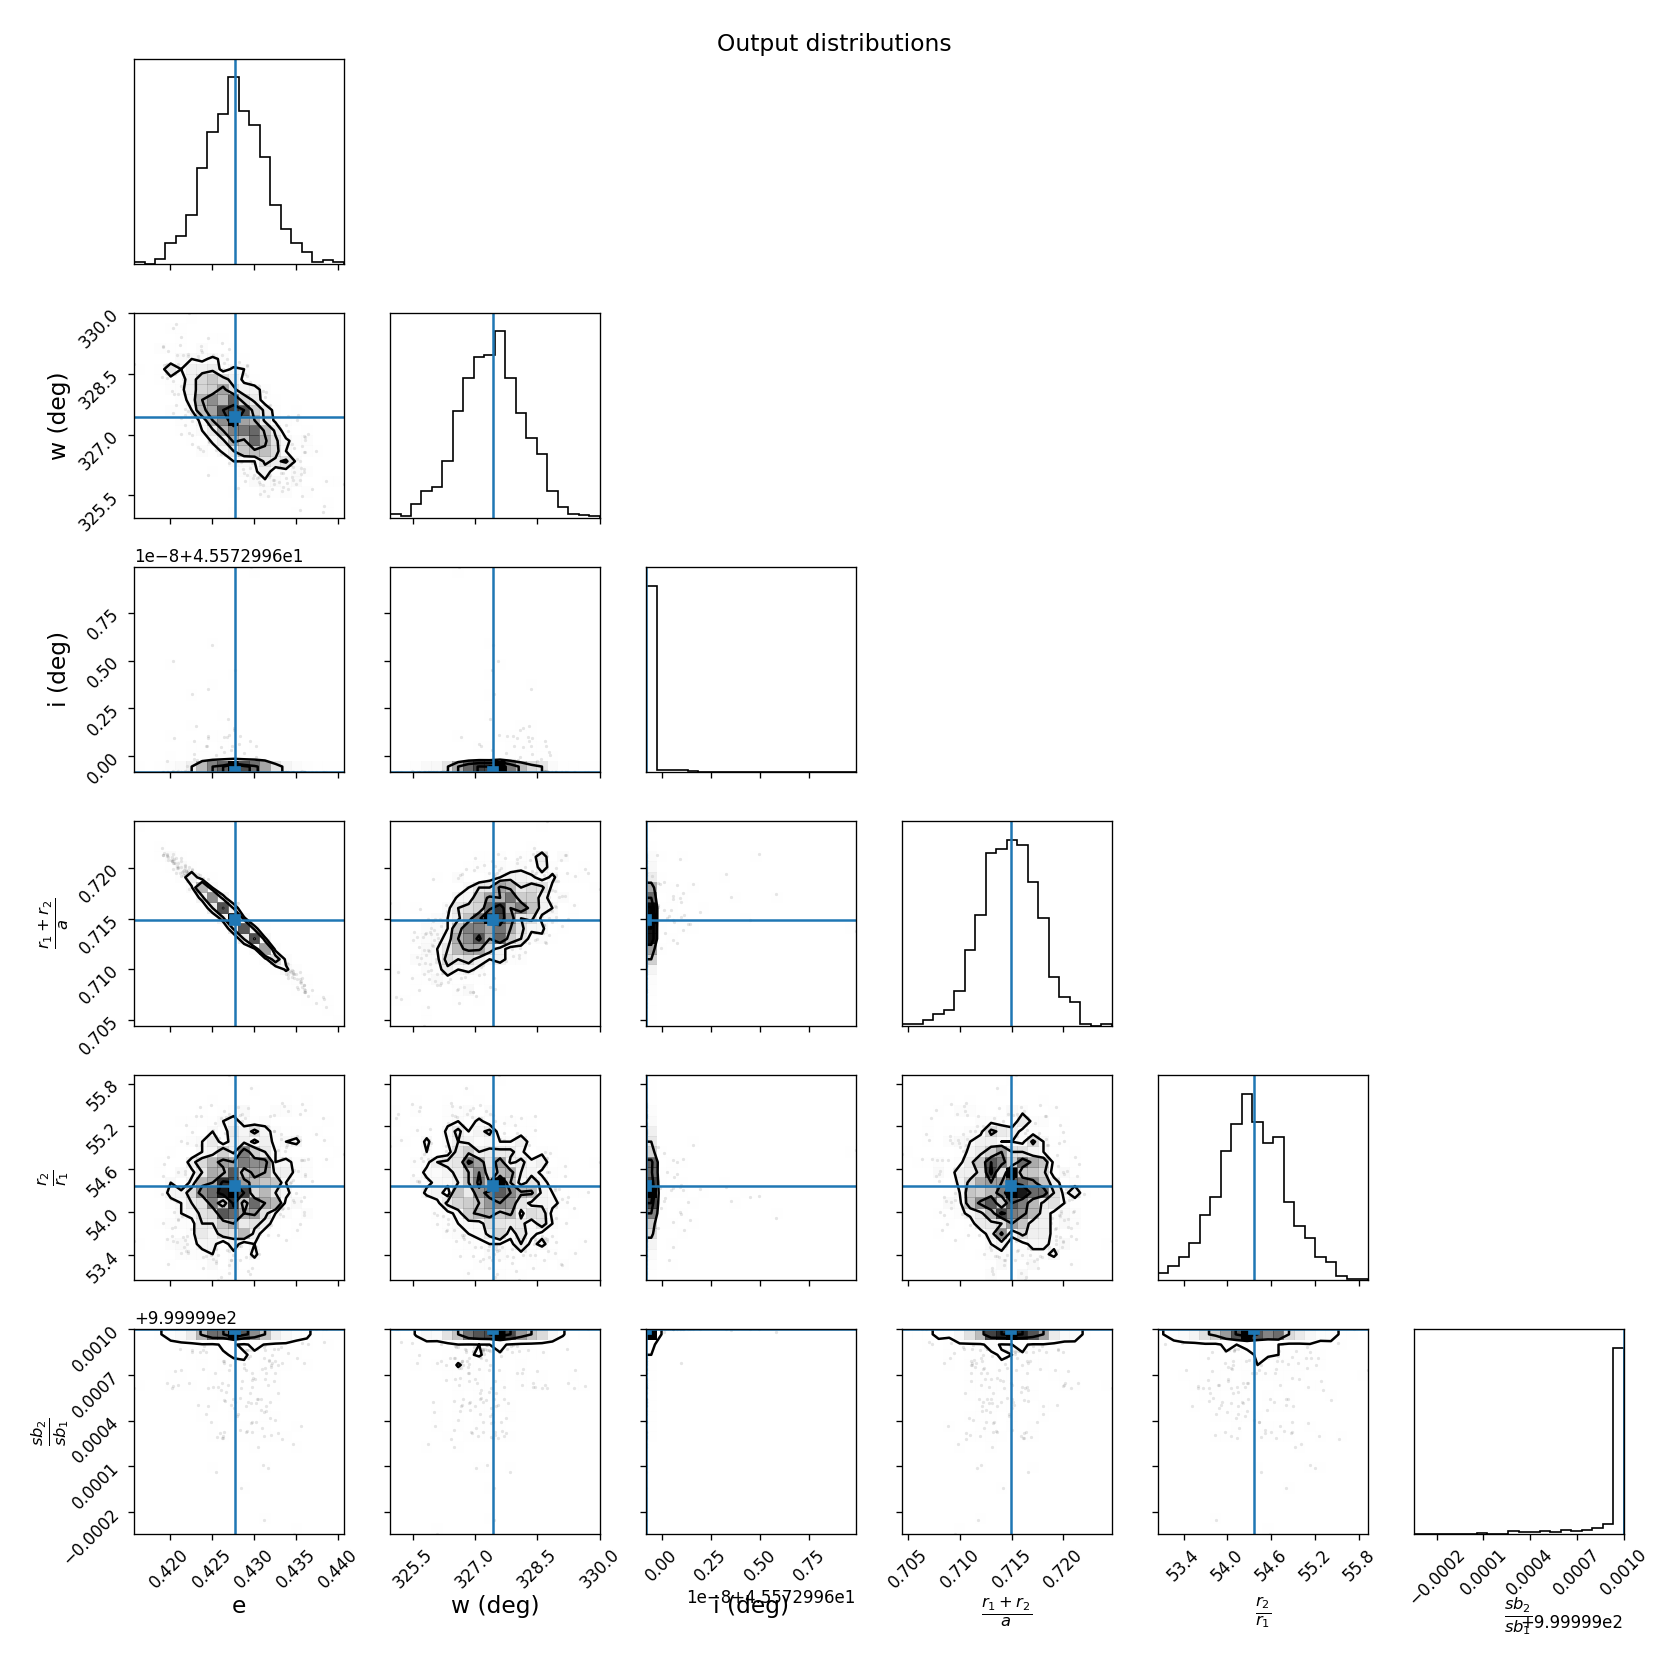 Output distributions
w (deg)
330.0
328.5
327.0
325.5
1e−8+4.5572996e1
i (deg)
0.75
0.50
0.25
0.00
r₁ + r₂
a
0.720
0.715
0.710
0.705
r₂
r₁
55.8
55.2
54.6
54.0
53.4
+9.99999e2
sb₂
sb₁
0.0010
0.0007
0.0004
0.0001
−0.0002
0.420 0.425 0.430 0.435 0.440
325.5 327.0 328.5 330.0
0.00 0.25 0.50 0.75
0.705 0.710 0.715 0.720
53.4 54.0 54.6 55.2 55.8
−0.0002 0.0001 0.0004 0.0007 0.0010
e
w (deg)
1e−8+4.5572996e1
i (deg)
r₁ + r₂
a
r₂
r₁
sb₂
sb₁
+9.99999e2